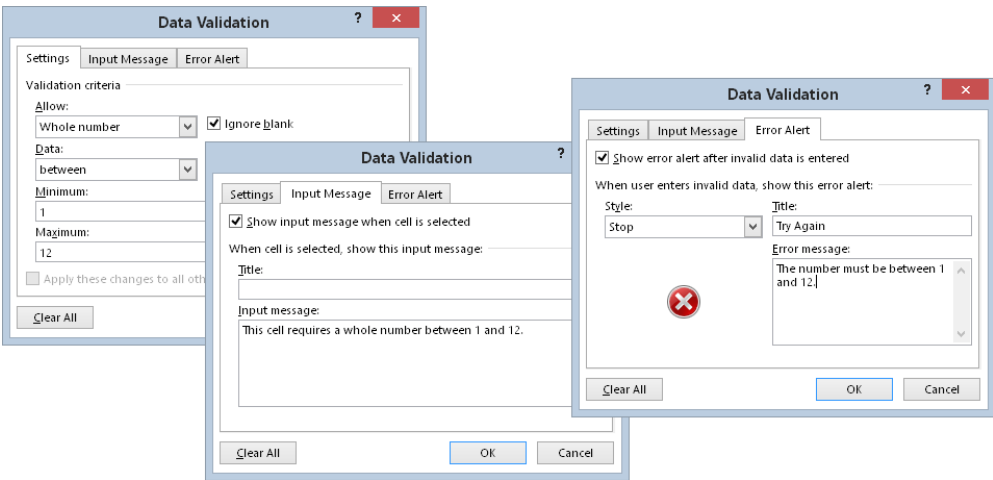 Data Validation ? ×
Settings Input Message Error Alert
Validation criteria
Allow:
Whole number Ignore blank
Data:
between
Minimum:
1
Maximum:
12
Apply these changes to all oth
Clear All
Data Validation ?
Settings Input Message Error Alert
Show input message when cell is selected
When cell is selected, show this input message:
Title:
Input message:
This cell requires a whole number between 1 and 12.
Clear All OK Cancel
Data Validation ? ×
Settings Input Message Error Alert
Show error alert after invalid data is entered
When user enters invalid data, show this error alert:
Style: Title:
Stop Try Again
Error message:
The number must be between 1
and 12.
Clear All OK Cancel